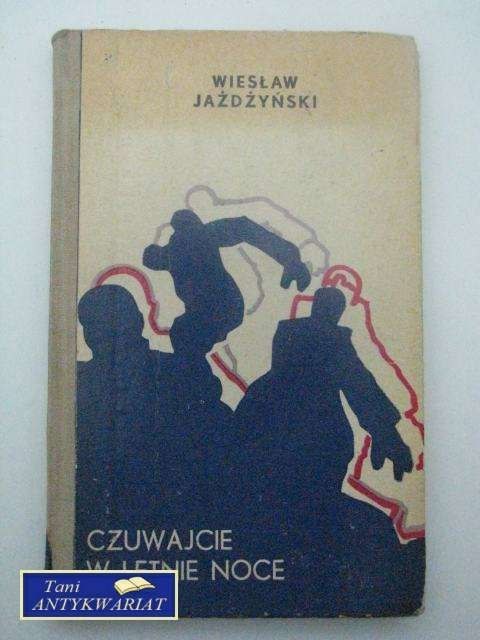 WIESŁAW
JAŻDŻYŃSKI
CZUWAJCIE
W LETNIE NOCE
Tani
ANTYKWARIAT